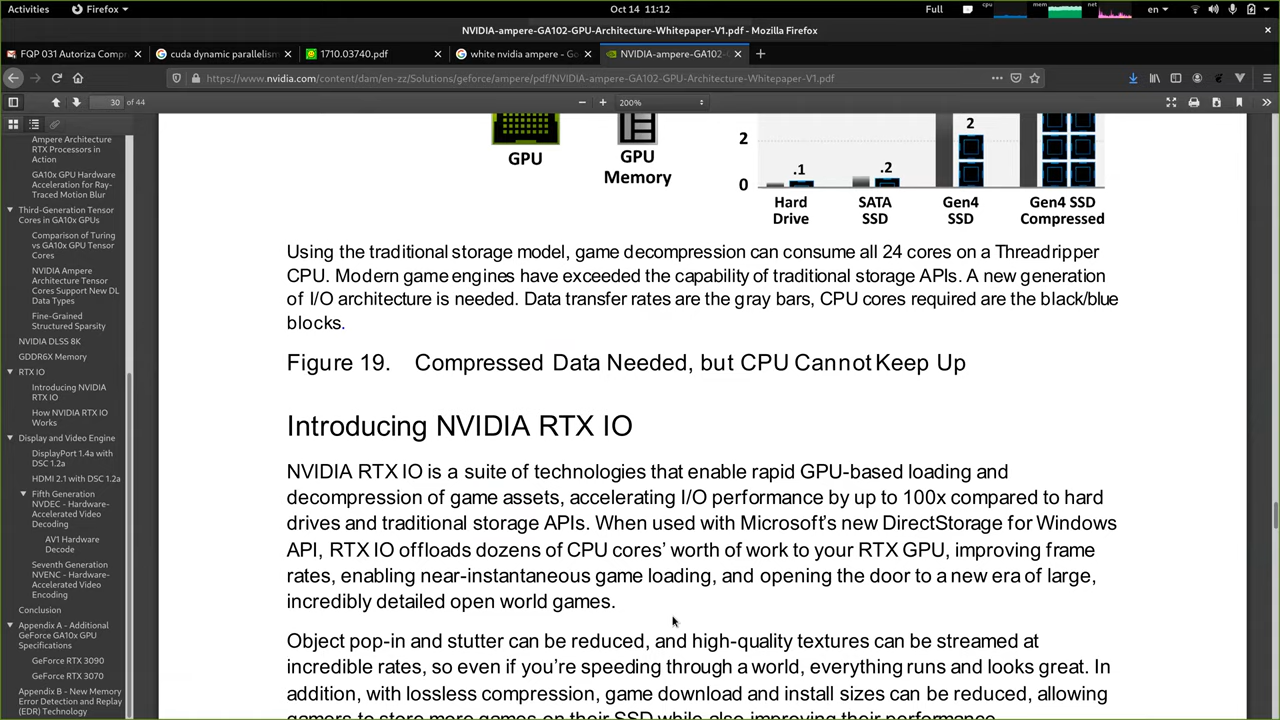 Activities
Firefox
Oct 14 11:12
Full
cpu
mem
net
en
NVIDIA-ampere-GA102-GPU-Architecture-Whitepaper-V1.pdf - Mozilla Firefox
FQP 031 Autoriza Compr
cuda dynamic parallelism
1710.03740.pdf
white nvidia ampere - Go
NVIDIA-ampere-GA102-
https://www.nvidia.com/content/dam/en-zz/Solutions/geforce/ampere/pdf/NVIDIA-ampere-GA102-GPU-Architecture-Whitepaper-V1.pdf
30 of 44
200%
Ampere Architecture
RTX Processors in
Action
GA10x GPU Hardware
Acceleration for Ray-
Traced Motion Blur
Third-Generation Tensor
Cores in GA10x GPUs
Comparison of Turing
vs GA10x GPU Tensor
Cores
NVIDIA Ampere
Architecture Tensor
Cores Support New DL
Data Types
Fine-Grained
Structured Sparsity
NVIDIA DLSS 8K
GDDR6X Memory
RTX IO
Introducing NVIDIA
RTX IO
How NVIDIA RTX IO
Works
Display and Video Engine
DisplayPort 1.4a with
DSC 1.2a
HDMI 2.1 with DSC 1.2a
Fifth Generation
NVDEC - Hardware-
Accelerated Video
Decoding
AV1 Hardware
Decode
Seventh Generation
NVENC - Hardware-
Accelerated Video
Encoding
Conclusion
Appendix A - Additional
GeForce GA10x GPU
Specifications
GeForce RTX 3090
GeForce RTX 3070
Appendix B - New Memory
Error Detection and Replay
(EDR) Technology
GPU
GPU
Memory
2
0
.1
.2
2
Hard
Drive
SATA
SSD
Gen4
SSD
Gen4 SSD
Compressed
Using the traditional storage model, game decompression can consume all 24 cores on a Threadripper
CPU. Modern game engines have exceeded the capability of traditional storage APIs. A new generation
of I/O architecture is needed. Data transfer rates are the gray bars, CPU cores required are the black/blue
blocks.
Figure 19. Compressed Data Needed, but CPU Cannot Keep Up
Introducing NVIDIA RTX IO
NVIDIA RTX IO is a suite of technologies that enable rapid GPU-based loading and
decompression of game assets, accelerating I/O performance by up to 100x compared to hard
drives and traditional storage APIs. When used with Microsoft's new DirectStorage for Windows
API, RTX IO offloads dozens of CPU cores' worth of work to your RTX GPU, improving frame
rates, enabling near-instantaneous game loading, and opening the door to a new era of large,
incredibly detailed open world games.
Object pop-in and stutter can be reduced, and high-quality textures can be streamed at
incredible rates, so even if you're speeding through a world, everything runs and looks great. In
addition, with lossless compression, game download and install sizes can be reduced, allowing
gamers to store more games on their SSD while also improving their performance.